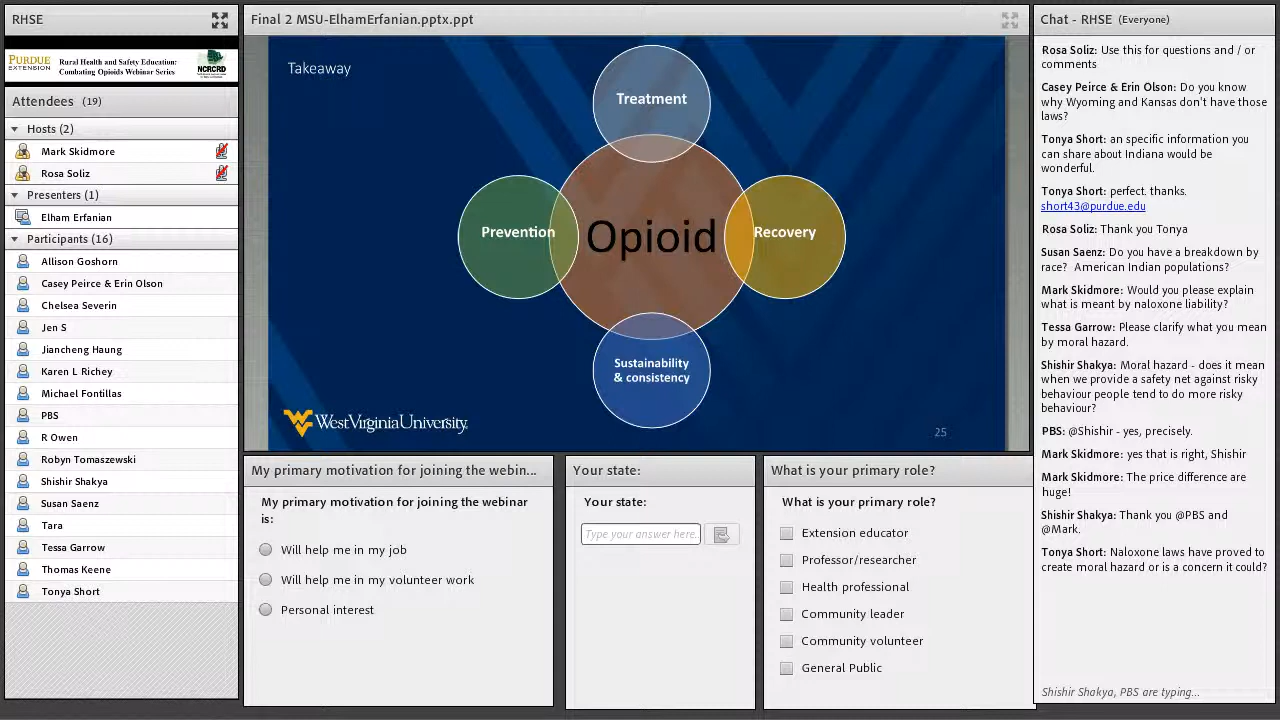 RHSE
PURDUE
EXTENSION
Rural Health and Safety Education:
Combating Opioids Webinar Series
NCRCRD
Attendees (19)
Hosts (2)
Mark Skidmore
Rosa Soliz
Presenters (1)
Elham Erfanian
Participants (16)
Allison Goshorn
Casey Peirce & Erin Olson
Chelsea Severin
Jen S
Jiancheng Haung
Karen L Richey
Michael Fontillas
PBS
R Owen
Robyn Tomaszewski
Shishir Shakya
Susan Saenz
Tara
Tessa Garrow
Thomas Keene
Tonya Short
Final 2 MSU-ElhamErfanian.pptx.ppt
Takeaway
Treatment
Prevention
Opioid
Recovery
Sustainability
& consistency
WestVirginiaUniversity.
25
My primary motivation for joining the webin...
My primary motivation for joining the webinar
is:
Will help me in my job
Will help me in my volunteer work
Personal interest
Your state:
Your state:
Type your answer here..
What is your primary role?
What is your primary role?
Extension educator
Professor/researcher
Health professional
Community leader
Community volunteer
General Public
Chat - RHSE (Everyone)
Rosa Soliz: Use this for questions and / or
comments
Casey Peirce & Erin Olson: Do you know
why Wyoming and Kansas don't have those
laws?
Tonya Short: an specific information you
can share about Indiana would be
wonderful.
Tonya Short: perfect. thanks.
short43@purdue.edu
Rosa Soliz: Thank you Tonya
Susan Saenz: Do you have a breakdown by
race? American Indian populations?
Mark Skidmore: Would you please explain
what is meant by naloxone liability?
Tessa Garrow: Please clarify what you mean
by moral hazard.
Shishir Shakya: Moral hazard - does it mean
when we provide a safety net against risky
behaviour people tend to do more risky
behaviour?
PBS: @Shishir - yes, precisely.
Mark Skidmore: yes that is right, Shishir
Mark Skidmore: The price difference are
huge!
Shishir Shakya: Thank you @PBS and
@Mark.
Tonya Short: Naloxone laws have proved to
create moral hazard or is a concern it could?
Shishir Shakya, PBS are typing...